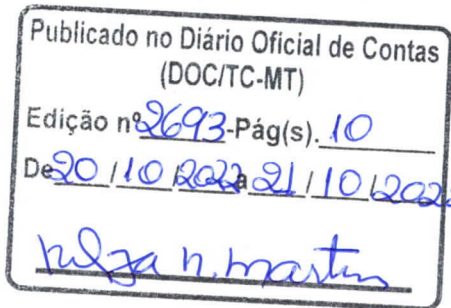 Publicado no Diário Oficial de Contas
(DOC/TC-MT)
Edição nº 2693-Pág(s). 10
De 20/10/2022 a 21/10/2022
n. martins